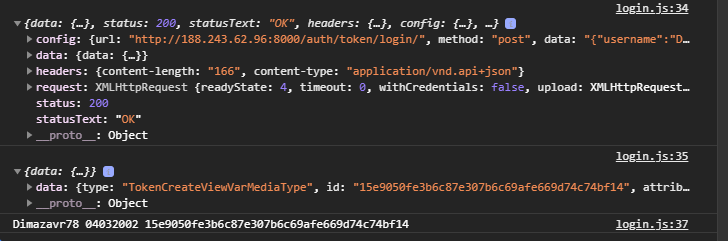 login.js:34
{data: {…}, status: 200, statusText: "OK", headers: {…}, config: {…}, …}
config: {url: "http://188.243.62.96:8000/auth/token/login/", method: "post", data: "{"username":"D…
data: {data: {…}}
headers: {content-length: "166", content-type: "application/vnd.api+json"}
request: XMLHttpRequest {readyState: 4, timeout: 0, withCredentials: false, upload: XMLHttpRequest…
status: 200
statusText: "OK"
__proto__: Object
login.js:35
{data: {…}}
data: {type: "TokenCreateViewVarMediaType", id: "15e9050fe3b6c87e307b6c69afe669d74c74bf14", attrib…
__proto__: Object
Dimazavr78 04032002 15e9050fe3b6c87e307b6c69afe669d74c74bf14 login.js:37